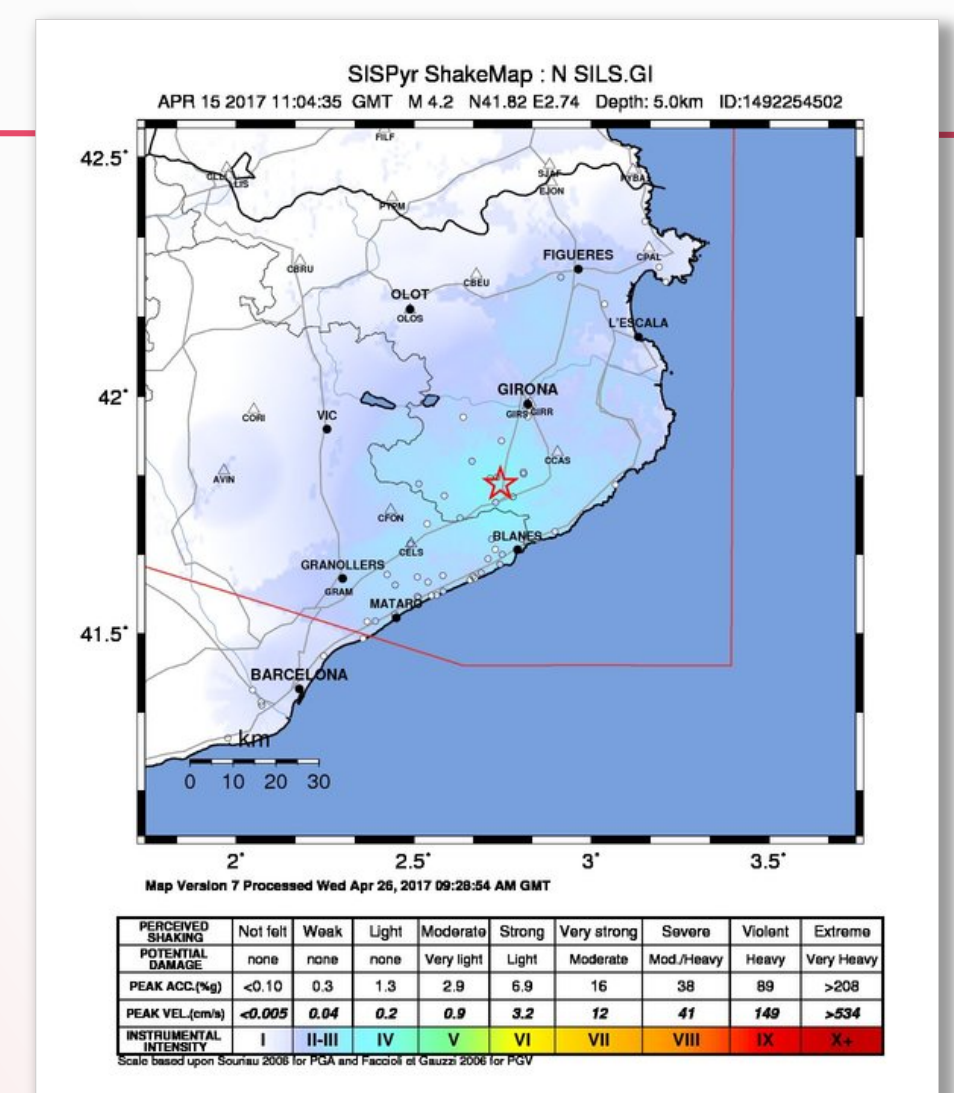 SISPyr ShakeMap : N SILS.GI
APR 15 2017 11:04:35 GMT M 4.2 N41.82 E2.74 Depth: 5.0km ID:1492254502
FILF
42.5°
SJAF
EJON
PYPM
FIGUERES
CPAL
CBRU
CBEU
OLOT
OLOS
L'ESCALA
42°
GIRONA
GIRS GIRR
CORI
VIC
CCAS
AVIN
CFON
CELS
BLANES
GRANOLLERS
GRAM
MATARO
41.5°
BARCELONA
km
0 10 20 30
2° 2.5° 3° 3.5°
Map Version 7 Processed Wed Apr 26, 2017 09:28:54 AM GMT
PERCEIVED SHAKING Not felt Weak Light Moderate Strong Very strong Severe Violent Extreme
POTENTIAL DAMAGE none none none Very light Light Moderate Mod./Heavy Heavy Very Heavy
PEAK ACC.(%g) <0.10 0.3 1.3 2.9 6.9 16 38 89 >208
PEAK VEL.(cm/s) <0.005 0.04 0.2 0.9 3.2 12 41 149 >534
INSTRUMENTAL INTENSITY I II-III IV V VI VII VIII IX X+
Scale based upon Souriau 2006 for PGA and Faccioli et Gauzzi 2006 for PGV